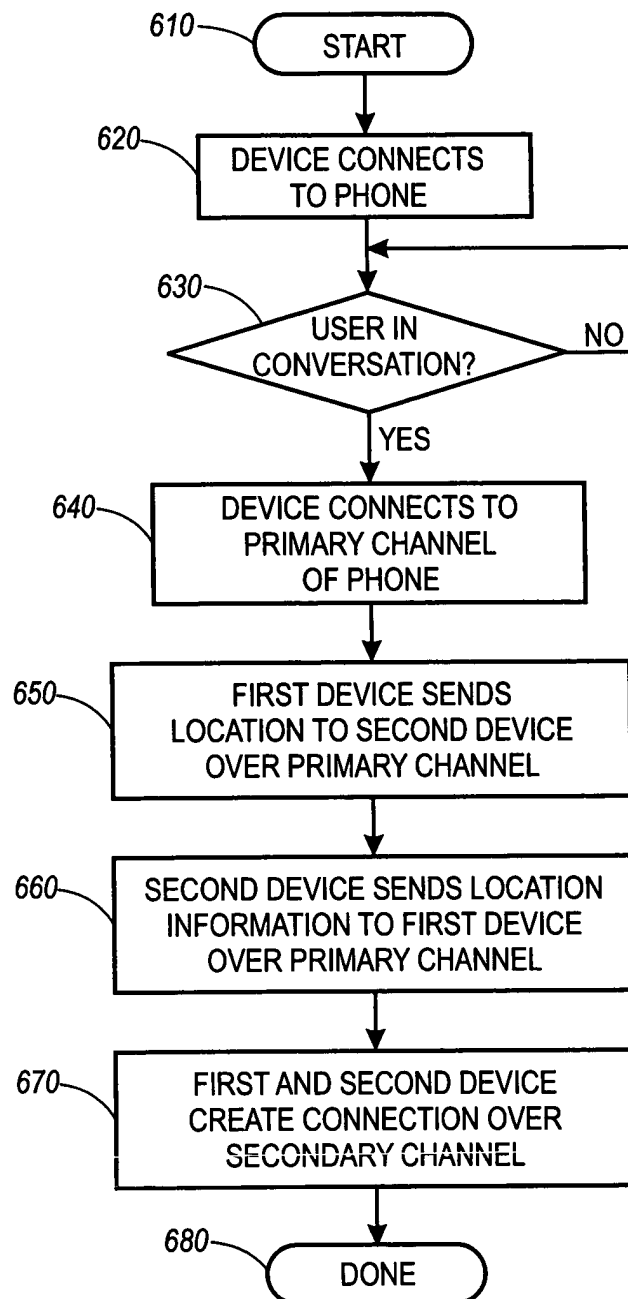 610
START
620
DEVICE CONNECTS
TO PHONE
630
USER IN
CONVERSATION?
NO
YES
640
DEVICE CONNECTS TO
PRIMARY CHANNEL
OF PHONE
650
FIRST DEVICE SENDS
LOCATION TO SECOND DEVICE
OVER PRIMARY CHANNEL
660
SECOND DEVICE SENDS LOCATION
INFORMATION TO FIRST DEVICE
OVER PRIMARY CHANNEL
670
FIRST AND SECOND DEVICE
CREATE CONNECTION OVER
SECONDARY CHANNEL
680
DONE